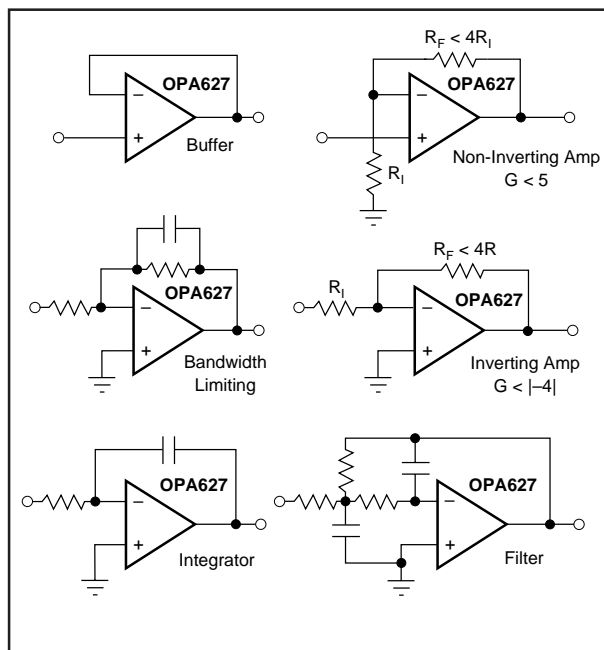 OPA627
−
+
Buffer
R_F < 4R_I
OPA627
−
+
R_I
Non-Inverting Amp
G < 5
OPA627
−
+
Bandwidth
Limiting
R_F < 4R
R_I
OPA627
−
+
Inverting Amp
G < |–4|
OPA627
−
+
Integrator
OPA627
−
+
Filter